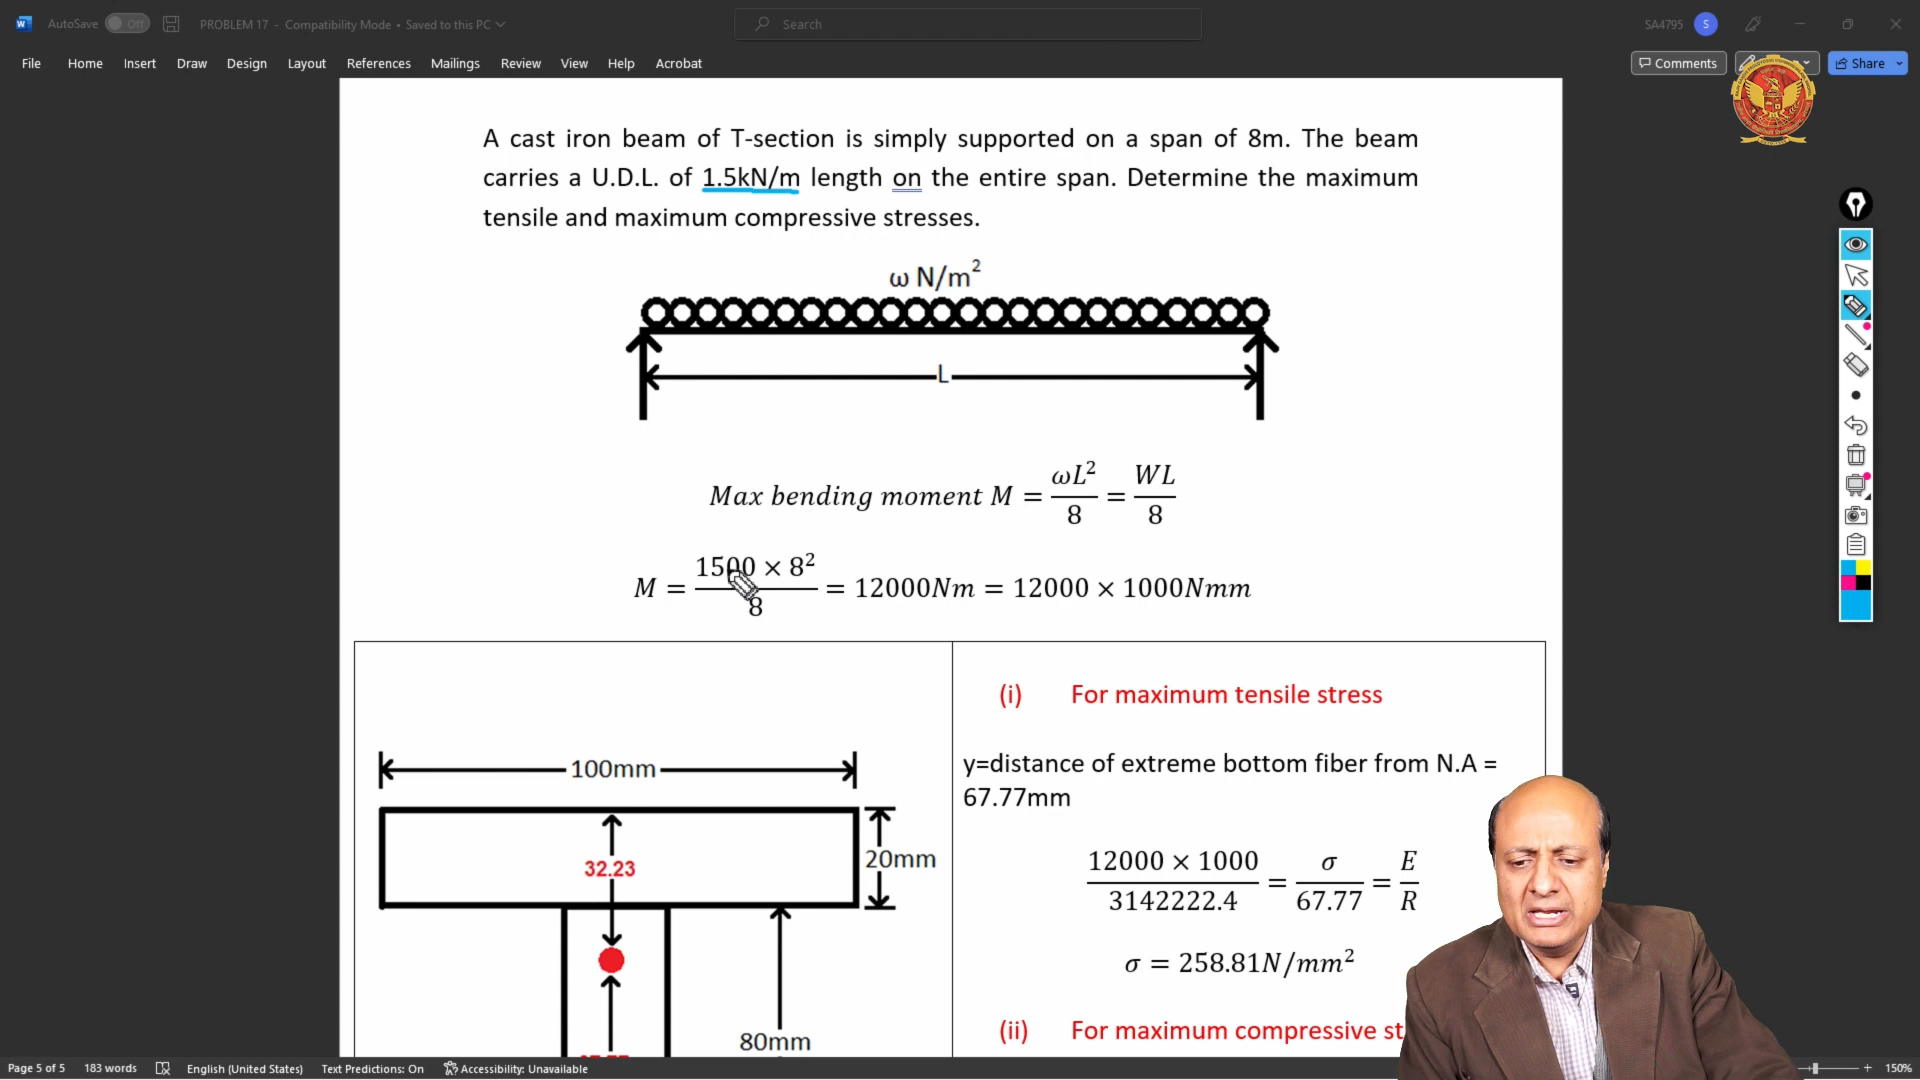 AutoSave Off PROBLEM 17 - Compatibility Mode • Saved to this PC Search SA4795 S
File Home Insert Draw Design Layout References Mailings Review View Help Acrobat Comments Share
A cast iron beam of T-section is simply supported on a span of 8m. The beam
carries a U.D.L. of 1.5kN/m length on the entire span. Determine the maximum
tensile and maximum compressive stresses.
ω N/m²
L
Max bending moment M = ωL²/8 = WL/8
M = 1500 × 8²/8 = 12000Nm = 12000 × 1000Nmm
100mm
32.23
20mm
80mm
(i) For maximum tensile stress
y=distance of extreme bottom fiber from N.A =
67.77mm
12000 × 1000/3142222.4 = σ/67.77 = E/R
σ = 258.81N/mm²
(ii) For maximum compressive st
Page 5 of 5 183 words English (United States) Text Predictions: On Accessibility: Unavailable 150%